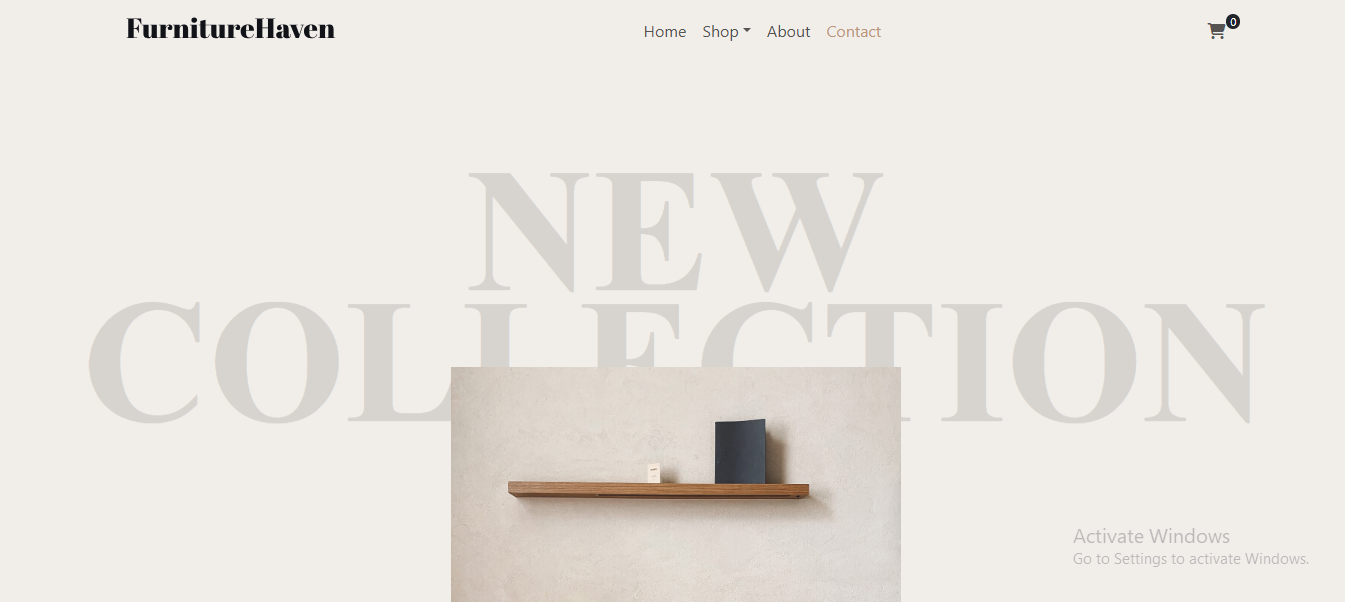 FurnitureHaven
Home Shop About Contact
0
NEW
COLLECTION
Activate Windows
Go to Settings to activate Windows.